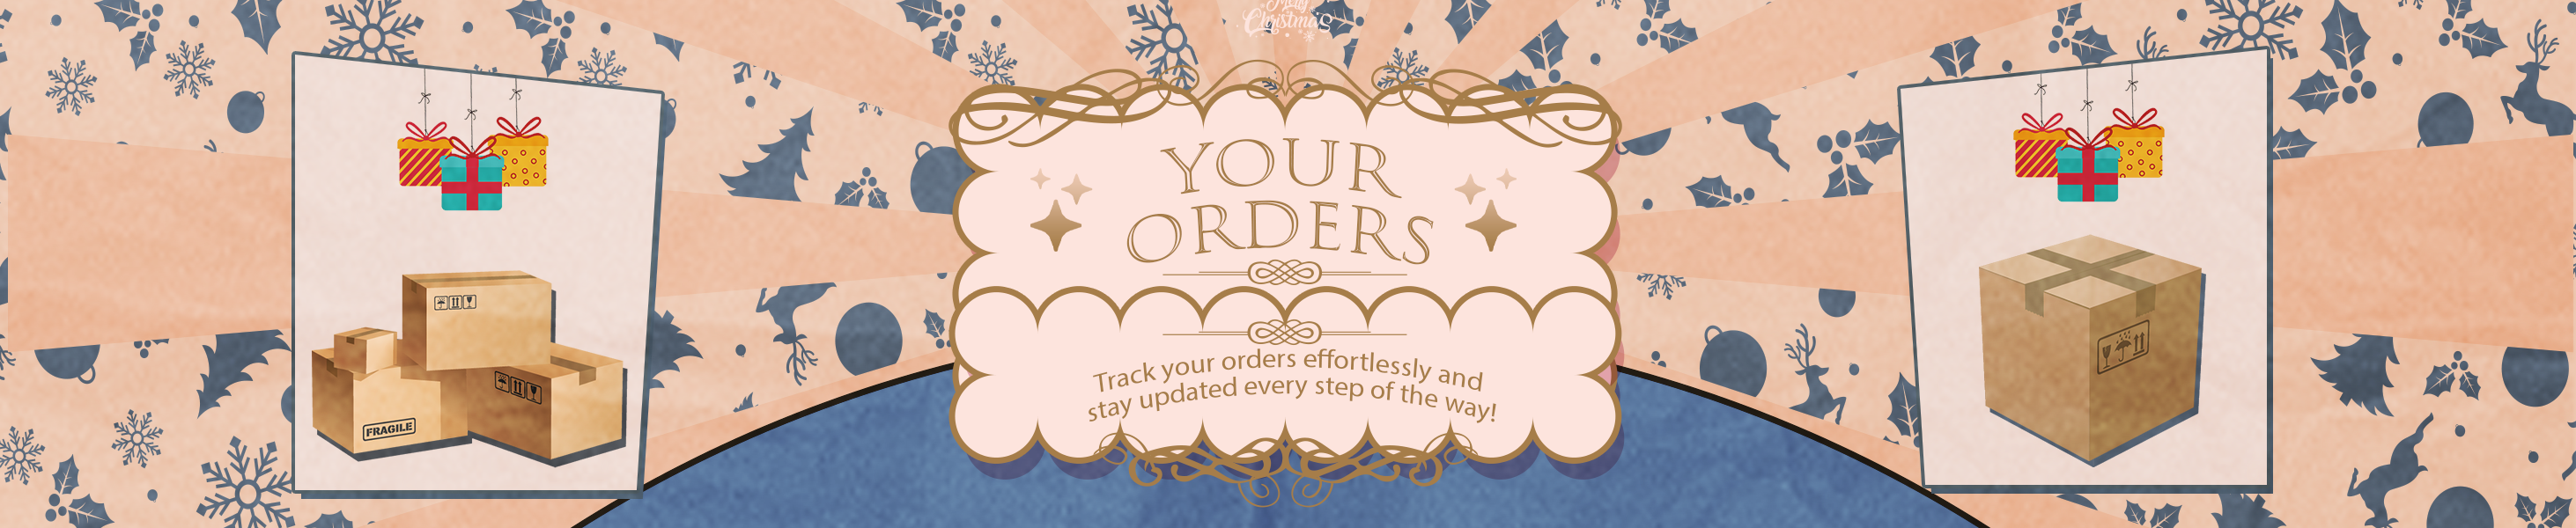 Merry
Christmas
YOUR
ORDERS
Track your orders effortlessly and
stay updated every step of the way!
FRAGILE